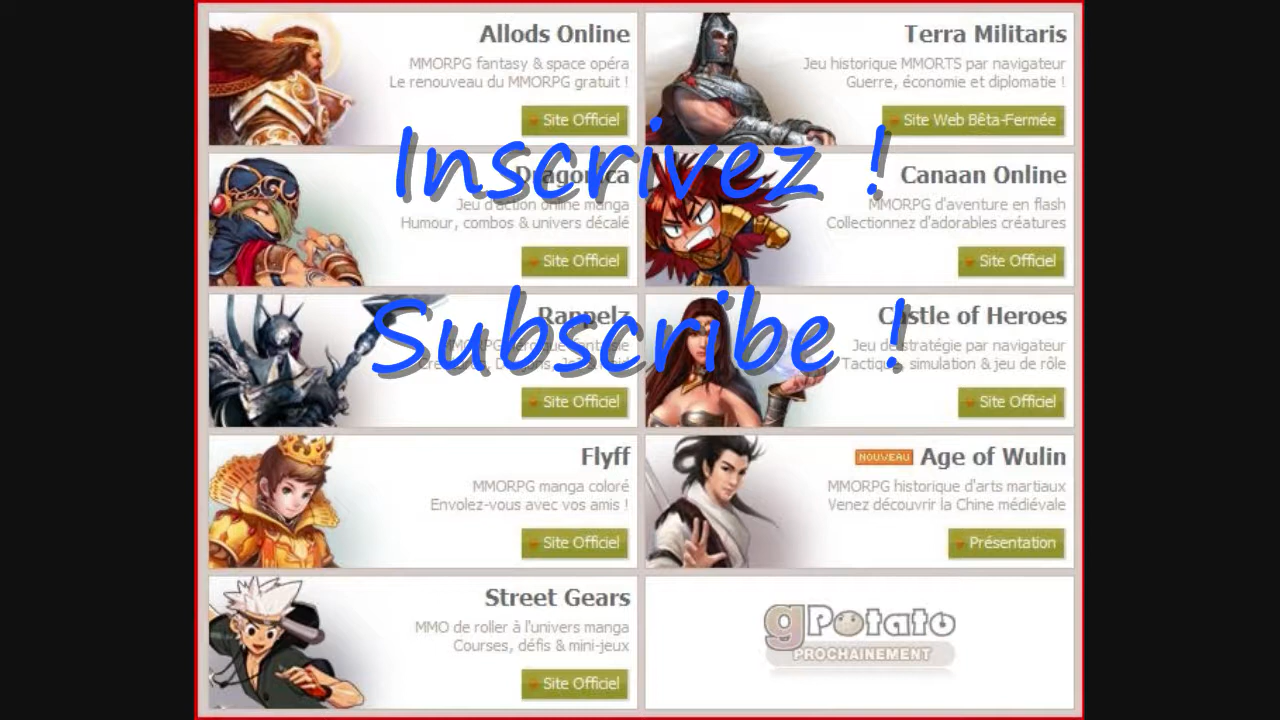 Allods Online
MMORPG fantasy & space opéra
Le renouveau du MMORPG gratuit !
Site Officiel
Terra Militaris
Jeu historique MMORTS par navigateur
Guerre, économie et diplomatie !
Site Web Bêta-Fermée
Inscrivez !
Dragonica
Jeu d'action online manga
Humour, combos & univers décalé
Site Officiel
Canaan Online
MMORPG d'aventure en flash
Collectionnez d'adorables créatures
Site Officiel
Subscribe !
Rappelz
Site Officiel
Castle of Heroes
Jeu de stratégie par navigateur
Tactique, simulation & jeu de rôle
Site Officiel
Flyff
MMORPG manga coloré
Envolez-vous avec vos amis !
Site Officiel
NOUVEAU Age of Wulin
MMORPG historique d'arts martiaux
Venez découvrir la Chine médiévale
Présentation
Street Gears
MMO de roller à l'univers manga
Courses, défis & mini-jeux
Site Officiel
gPotato
PROCHAINEMENT